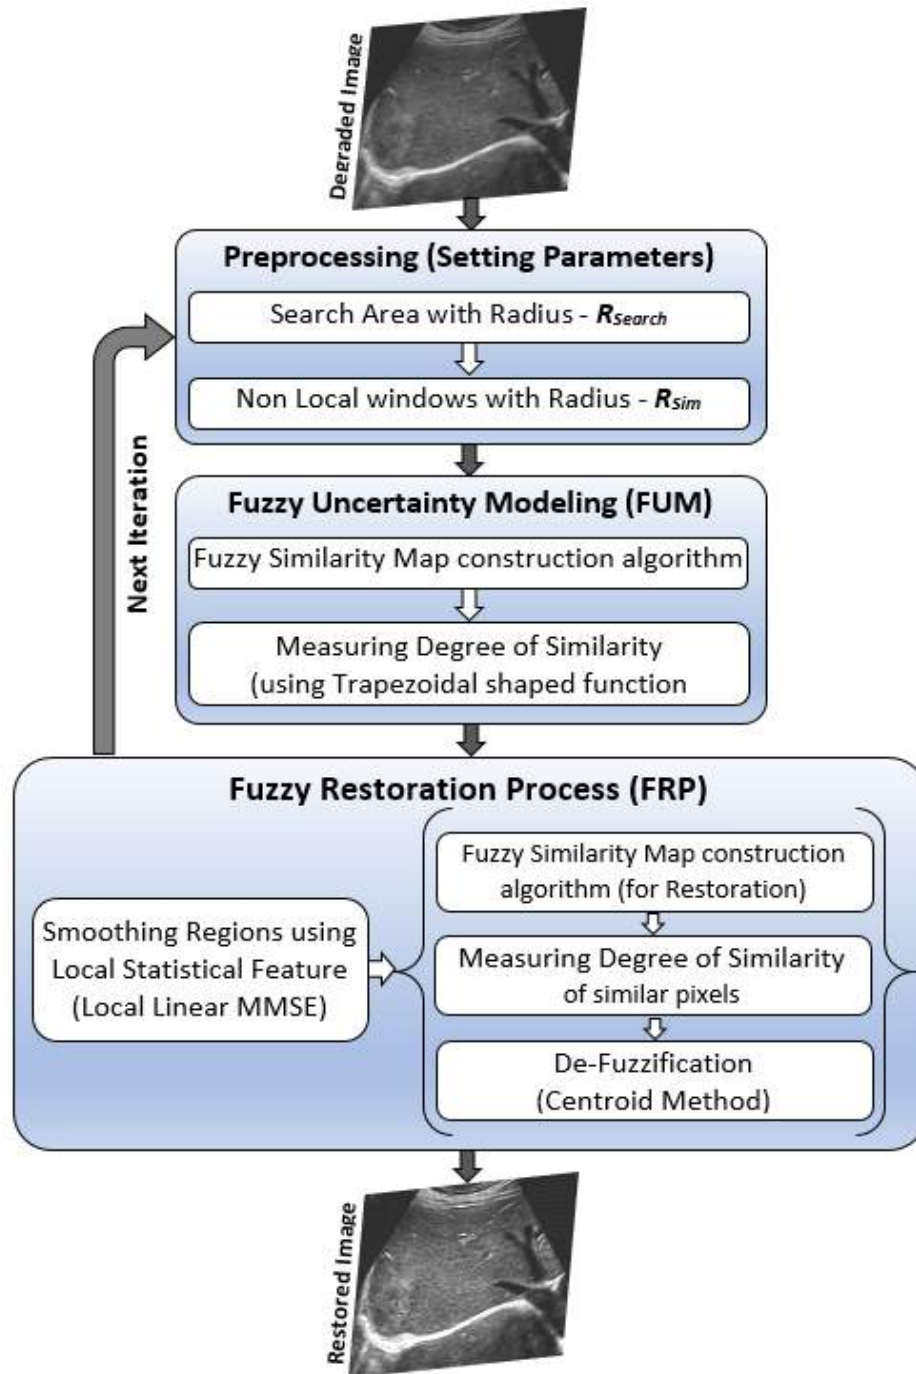 Degraded Image
Preprocessing (Setting Parameters)
Search Area with Radius - RSearch
Non Local windows with Radius - RSim
Next Iteration
Fuzzy Uncertainty Modeling (FUM)
Fuzzy Similarity Map construction algorithm
Measuring Degree of Similarity
(using Trapezoidal shaped function
Fuzzy Restoration Process (FRP)
Smoothing Regions using
Local Statistical Feature
(Local Linear MMSE)
Fuzzy Similarity Map construction
algorithm (for Restoration)
Measuring Degree of Similarity
of similar pixels
De-Fuzzification
(Centroid Method)
Restored Image